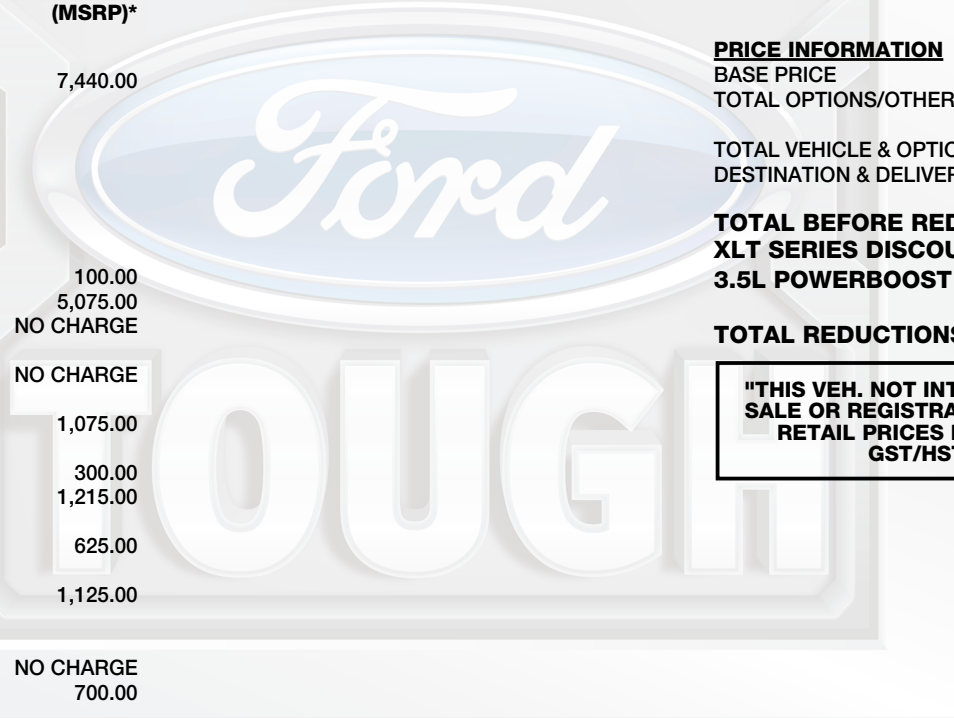 (MSRP)*
7,440.00
100.00
5,075.00
NO CHARGE
NO CHARGE
1,075.00
300.00
1,215.00
625.00
1,125.00
NO CHARGE
700.00
Ford
TOUGH
PRICE INFORMATION
BASE PRICE
TOTAL OPTIONS/OTHER
TOTAL VEHICLE & OPTIO
DESTINATION & DELIVER
TOTAL BEFORE RED
XLT SERIES DISCOU
3.5L POWERBOOST
TOTAL REDUCTIONS
"THIS VEH. NOT INT
SALE OR REGISTRA
RETAIL PRICES
GST/HST